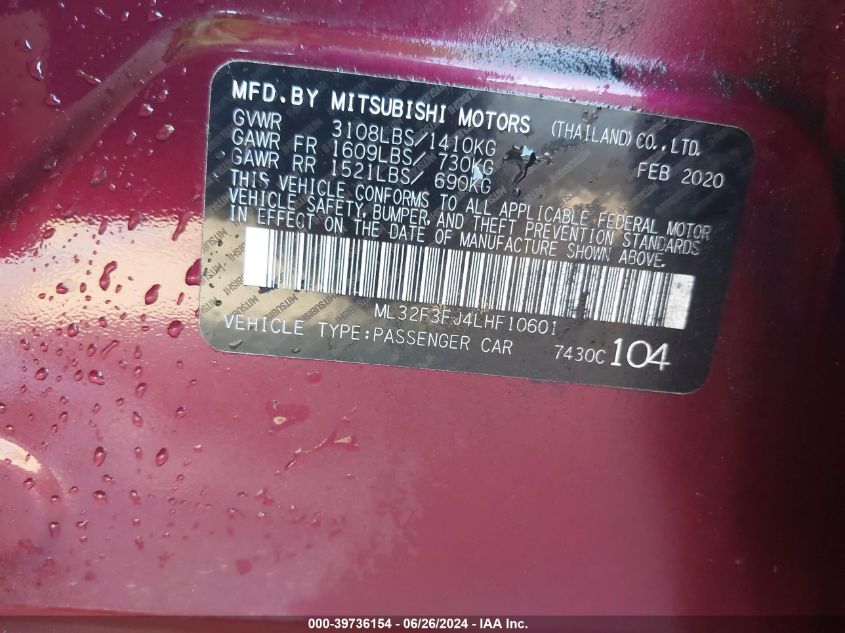 MFD.BY MITSUBISHI MOTORS (THAILAND) CO.,LTD.
GVWR 3108LBS/1410KG FEB 2020
GAWR FR 1609LBS/ 730KG
GAWR RR 1521LBS/ 690KG
THIS VEHICLE CONFORMS TO ALL APPLICABLE FEDERAL MOTOR
VEHICLE SAFETY, BUMPER, AND THEFT PREVENTION STANDARDS
IN EFFECT ON THE DATE OF MANUFACTURE SHOWN ABOVE.
ML32F3FJ4LHF10601
VEHICLE TYPE:PASSENGER CAR 7430C 104
000-39736154 - 06/26/2024 - IAA Inc.